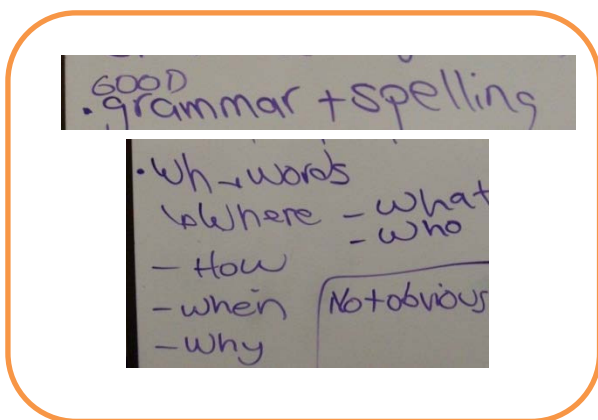 GOOD
• grammar + spelling
• Wh → words
↳ Where - what
- who
- How
- when
- Why
Not obvious